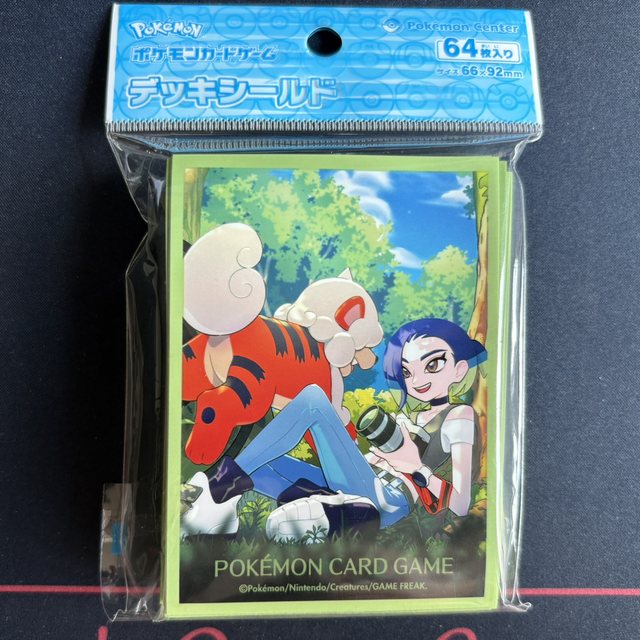 Pokémon
Pokémon Center
ポケモンカードゲーム
64枚入り
サイズ 66×92mm
デッキシールド
POKÉMON CARD GAME
©Pokémon/Nintendo/Creatures/GAME FREAK.